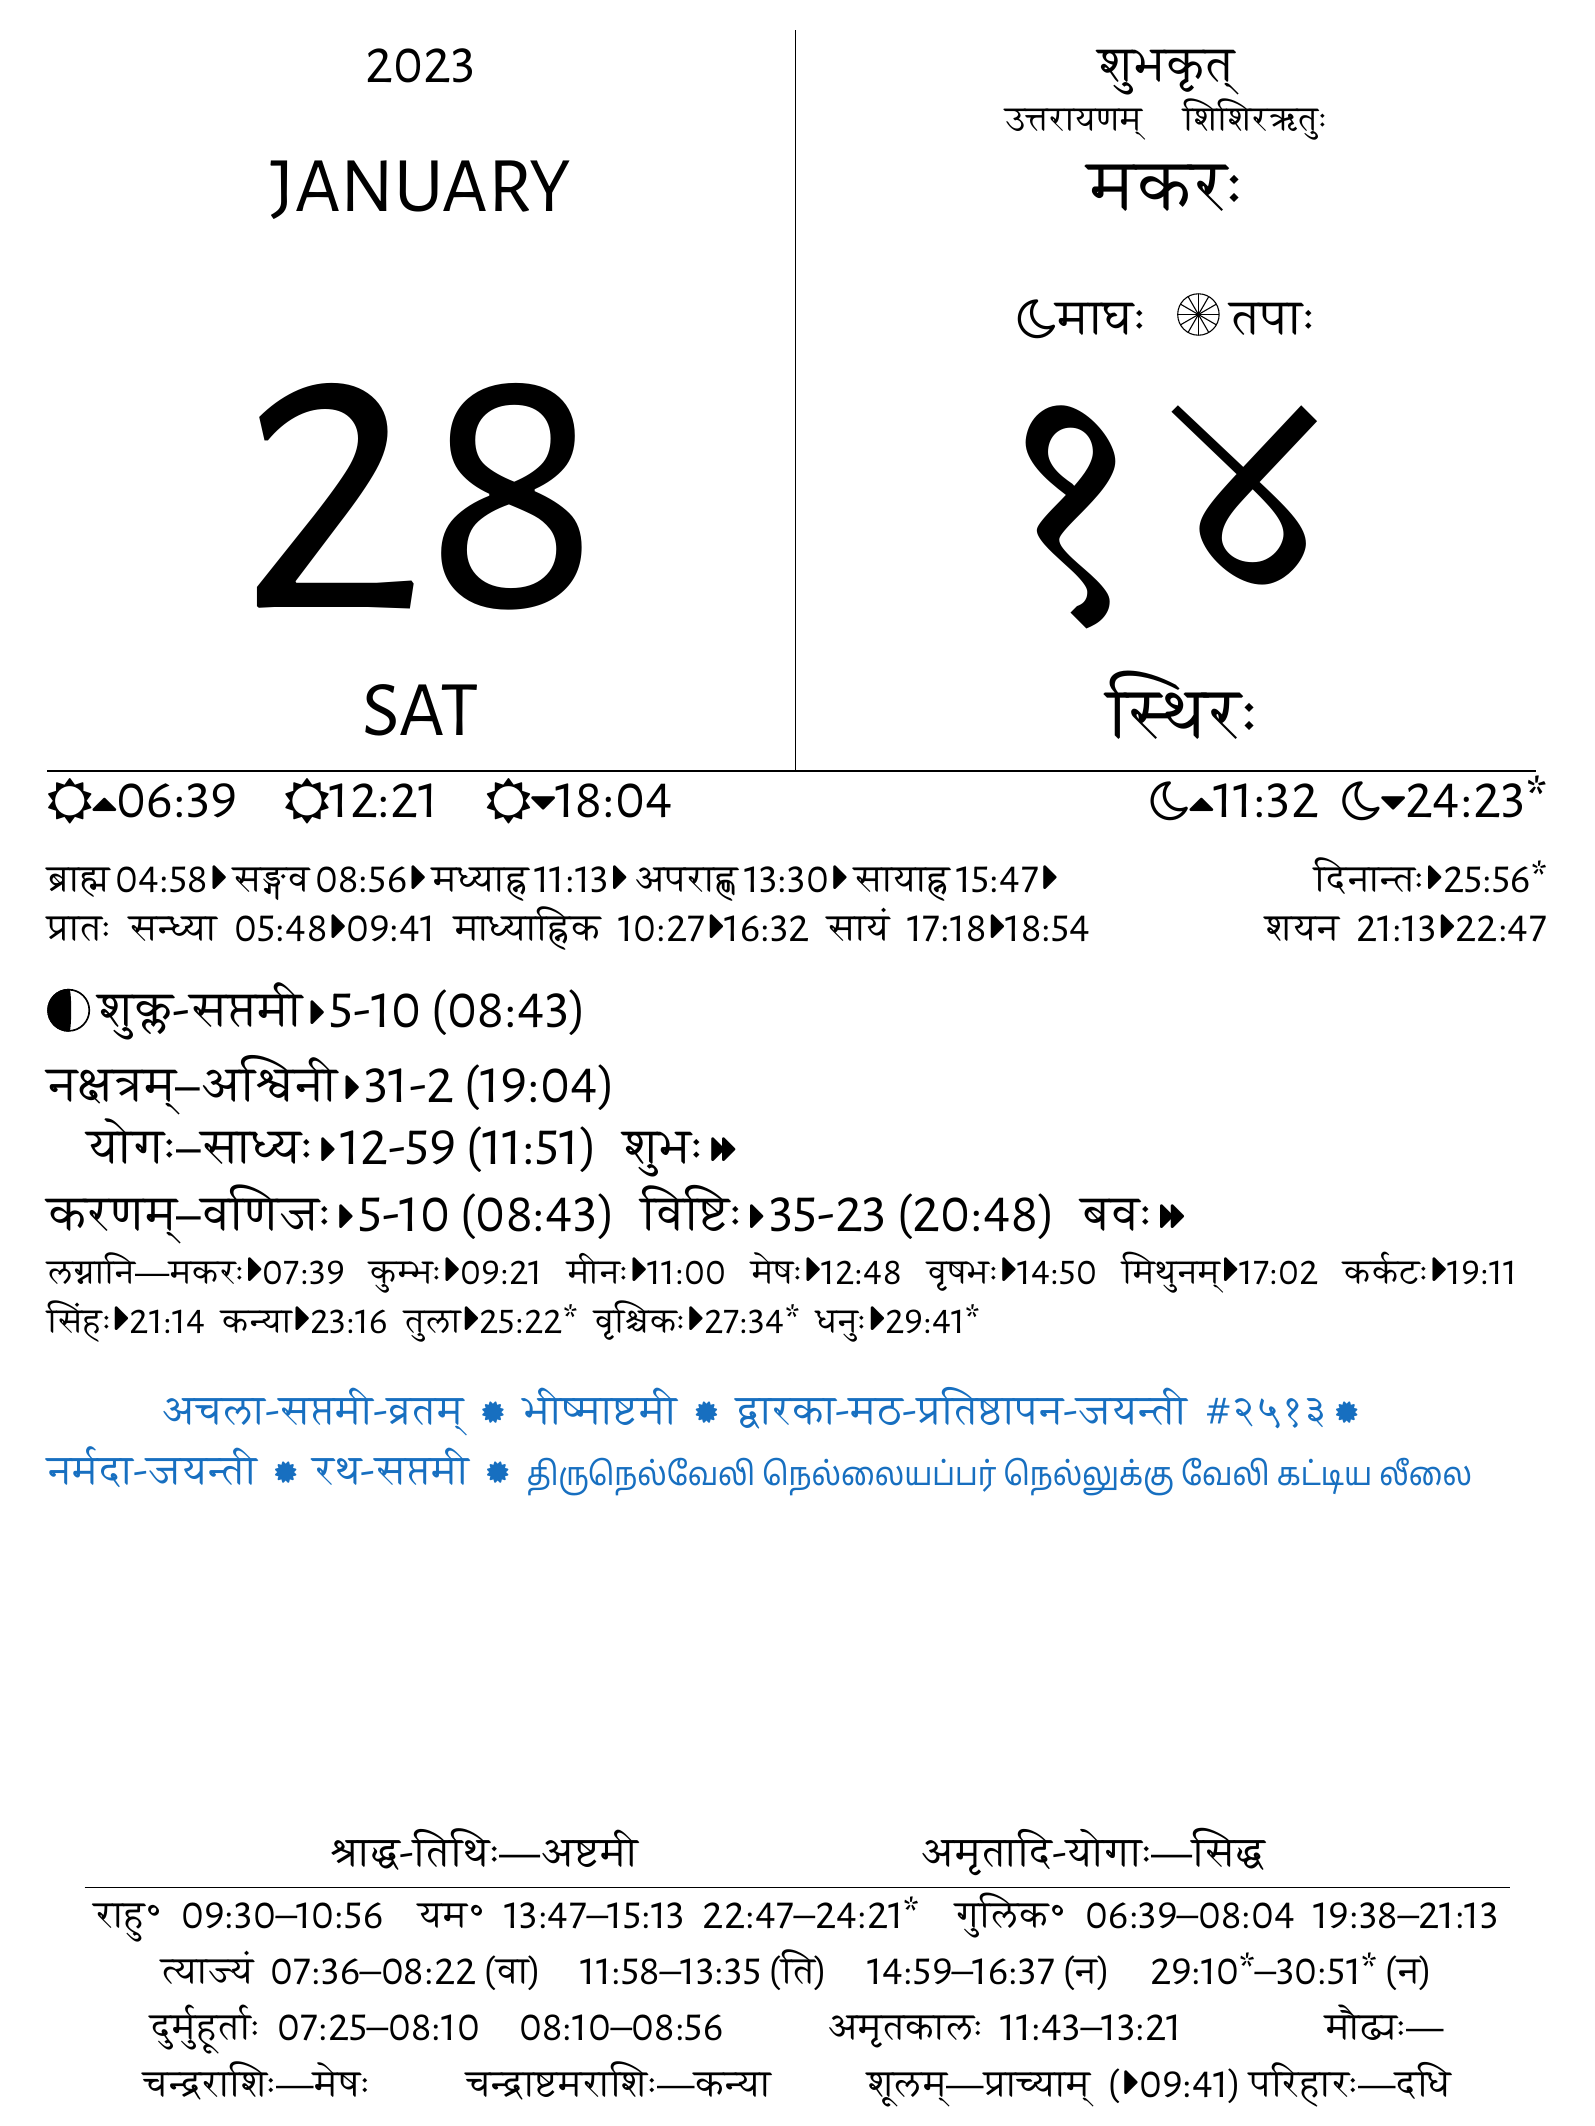 2023
JANUARY
28
SAT
शुभकृत्
उत्तरायणम् शिशिरऋतुः
मकरः
माघः तपाः
१४
स्थिरः
06:39 12:21 18:04 11:32 24:23*
ब्राह्म 04:58 सङ्गव 08:56 मध्याह्न 11:13 अपराह्ण 13:30 सायाह्न 15:47 दिनान्तः 25:56*
प्रातः सन्ध्या 05:48 09:41 माध्याह्निक 10:27 16:32 सायं 17:18 18:54 शयन 21:13 22:47
शुक्ल-सप्तमी 5-10 (08:43)
नक्षत्रम्–अश्विनी 31-2 (19:04)
योगः–साध्यः 12-59 (11:51) शुभः
करणम्–वणिजः 5-10 (08:43) विष्टिः 35-23 (20:48) बवः
लग्नानि—मकरः 07:39 कुम्भः 09:21 मीनः 11:00 मेषः 12:48 वृषभः 14:50 मिथुनम् 17:02 कर्कटः 19:11
सिंहः 21:14 कन्या 23:16 तुला 25:22* वृश्चिकः 27:34* धनुः 29:41*
अचला-सप्तमी-व्रतम् ✹ भीष्माष्टमी ✹ द्वारका-मठ-प्रतिष्ठापन-जयन्ती #२५१३ ✹
नर्मदा-जयन्ती ✹ रथ-सप्तमी ✹ திருநெல்வேலி நெல்லையப்பர் நெல்லுக்கு வேலி கட்டிய லீலை
श्राद्ध-तिथिः—अष्टमी अमृतादि-योगाः—सिद्ध
राहु॰ 09:30–10:56 यम॰ 13:47–15:13 22:47–24:21* गुलिक॰ 06:39–08:04 19:38–21:13
त्याज्यं 07:36–08:22 (वा) 11:58–13:35 (ति) 14:59–16:37 (न) 29:10*–30:51* (न)
दुर्मुहूर्ताः 07:25–08:10 08:10–08:56 अमृतकालः 11:43–13:21 मौढ्यः—
चन्द्रराशिः—मेषः चन्द्राष्टमराशिः—कन्या शूलम्—प्राच्याम् (09:41) परिहारः—दधि